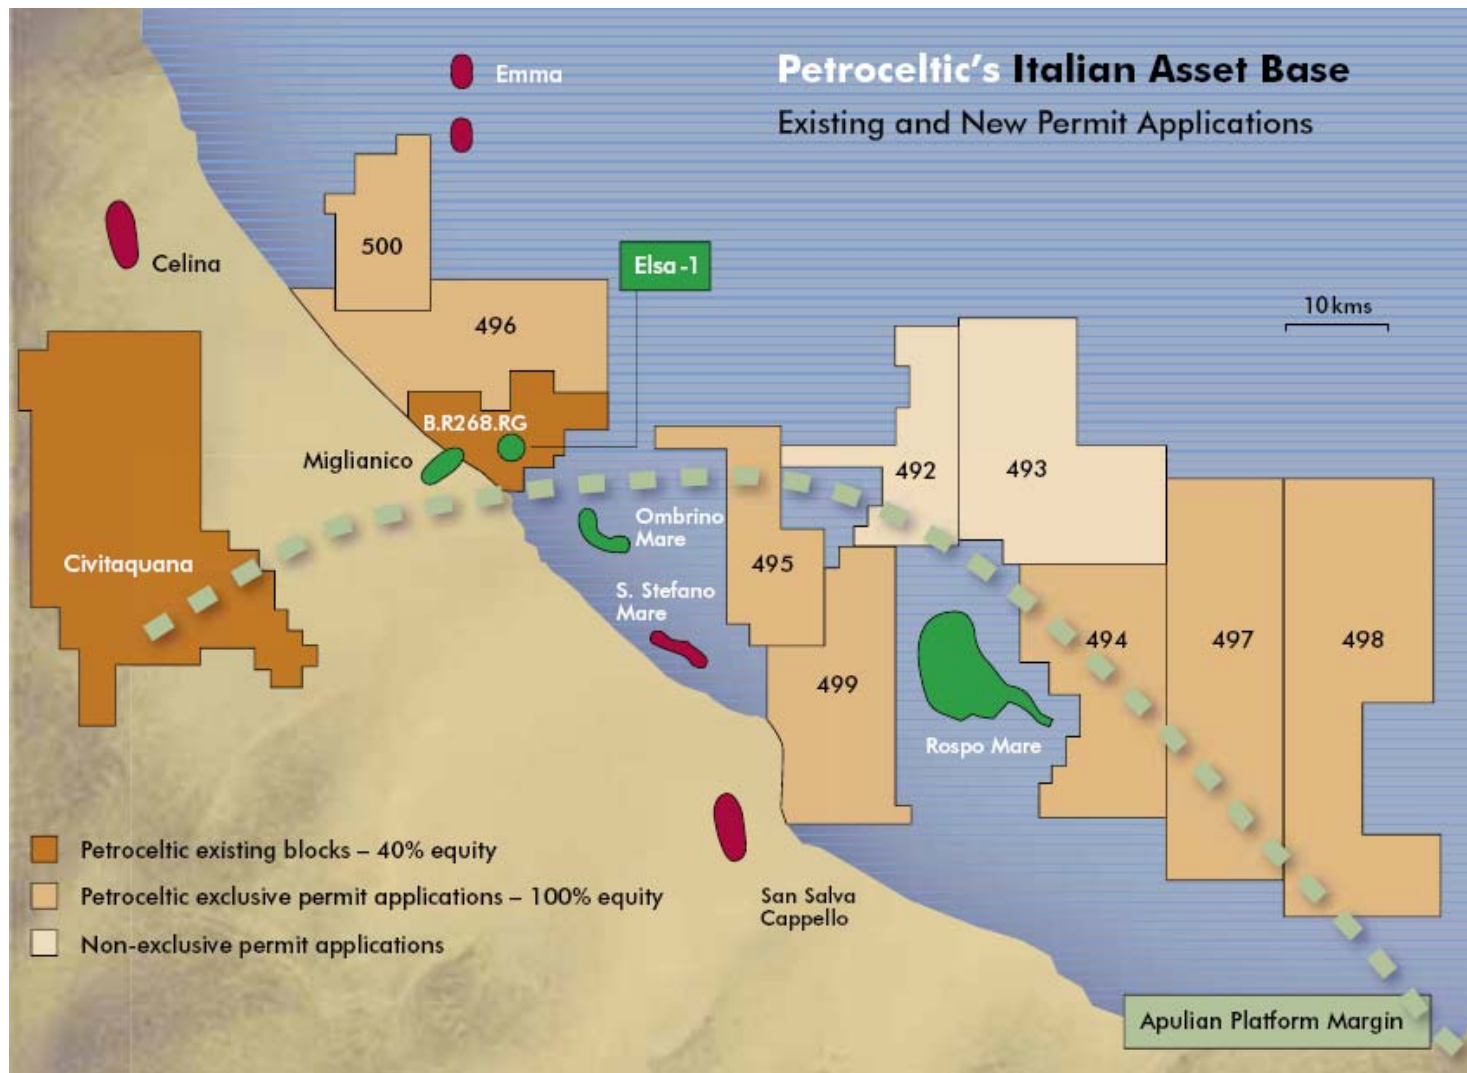 Petroceltic's Italian Asset Base
Existing and New Permit Applications
Emma
Celina
500
Elsa-1
496
10 kms
B.R268.RG
Miglianico
492
493
Ombrino
Mare
Civitaquana
495
S. Stefano
Mare
494
497
498
499
Rospo Mare
Petroceltic existing blocks – 40% equity
Petroceltic exclusive permit applications – 100% equity
Non-exclusive permit applications
San Salva
Cappello
Apulian Platform Margin